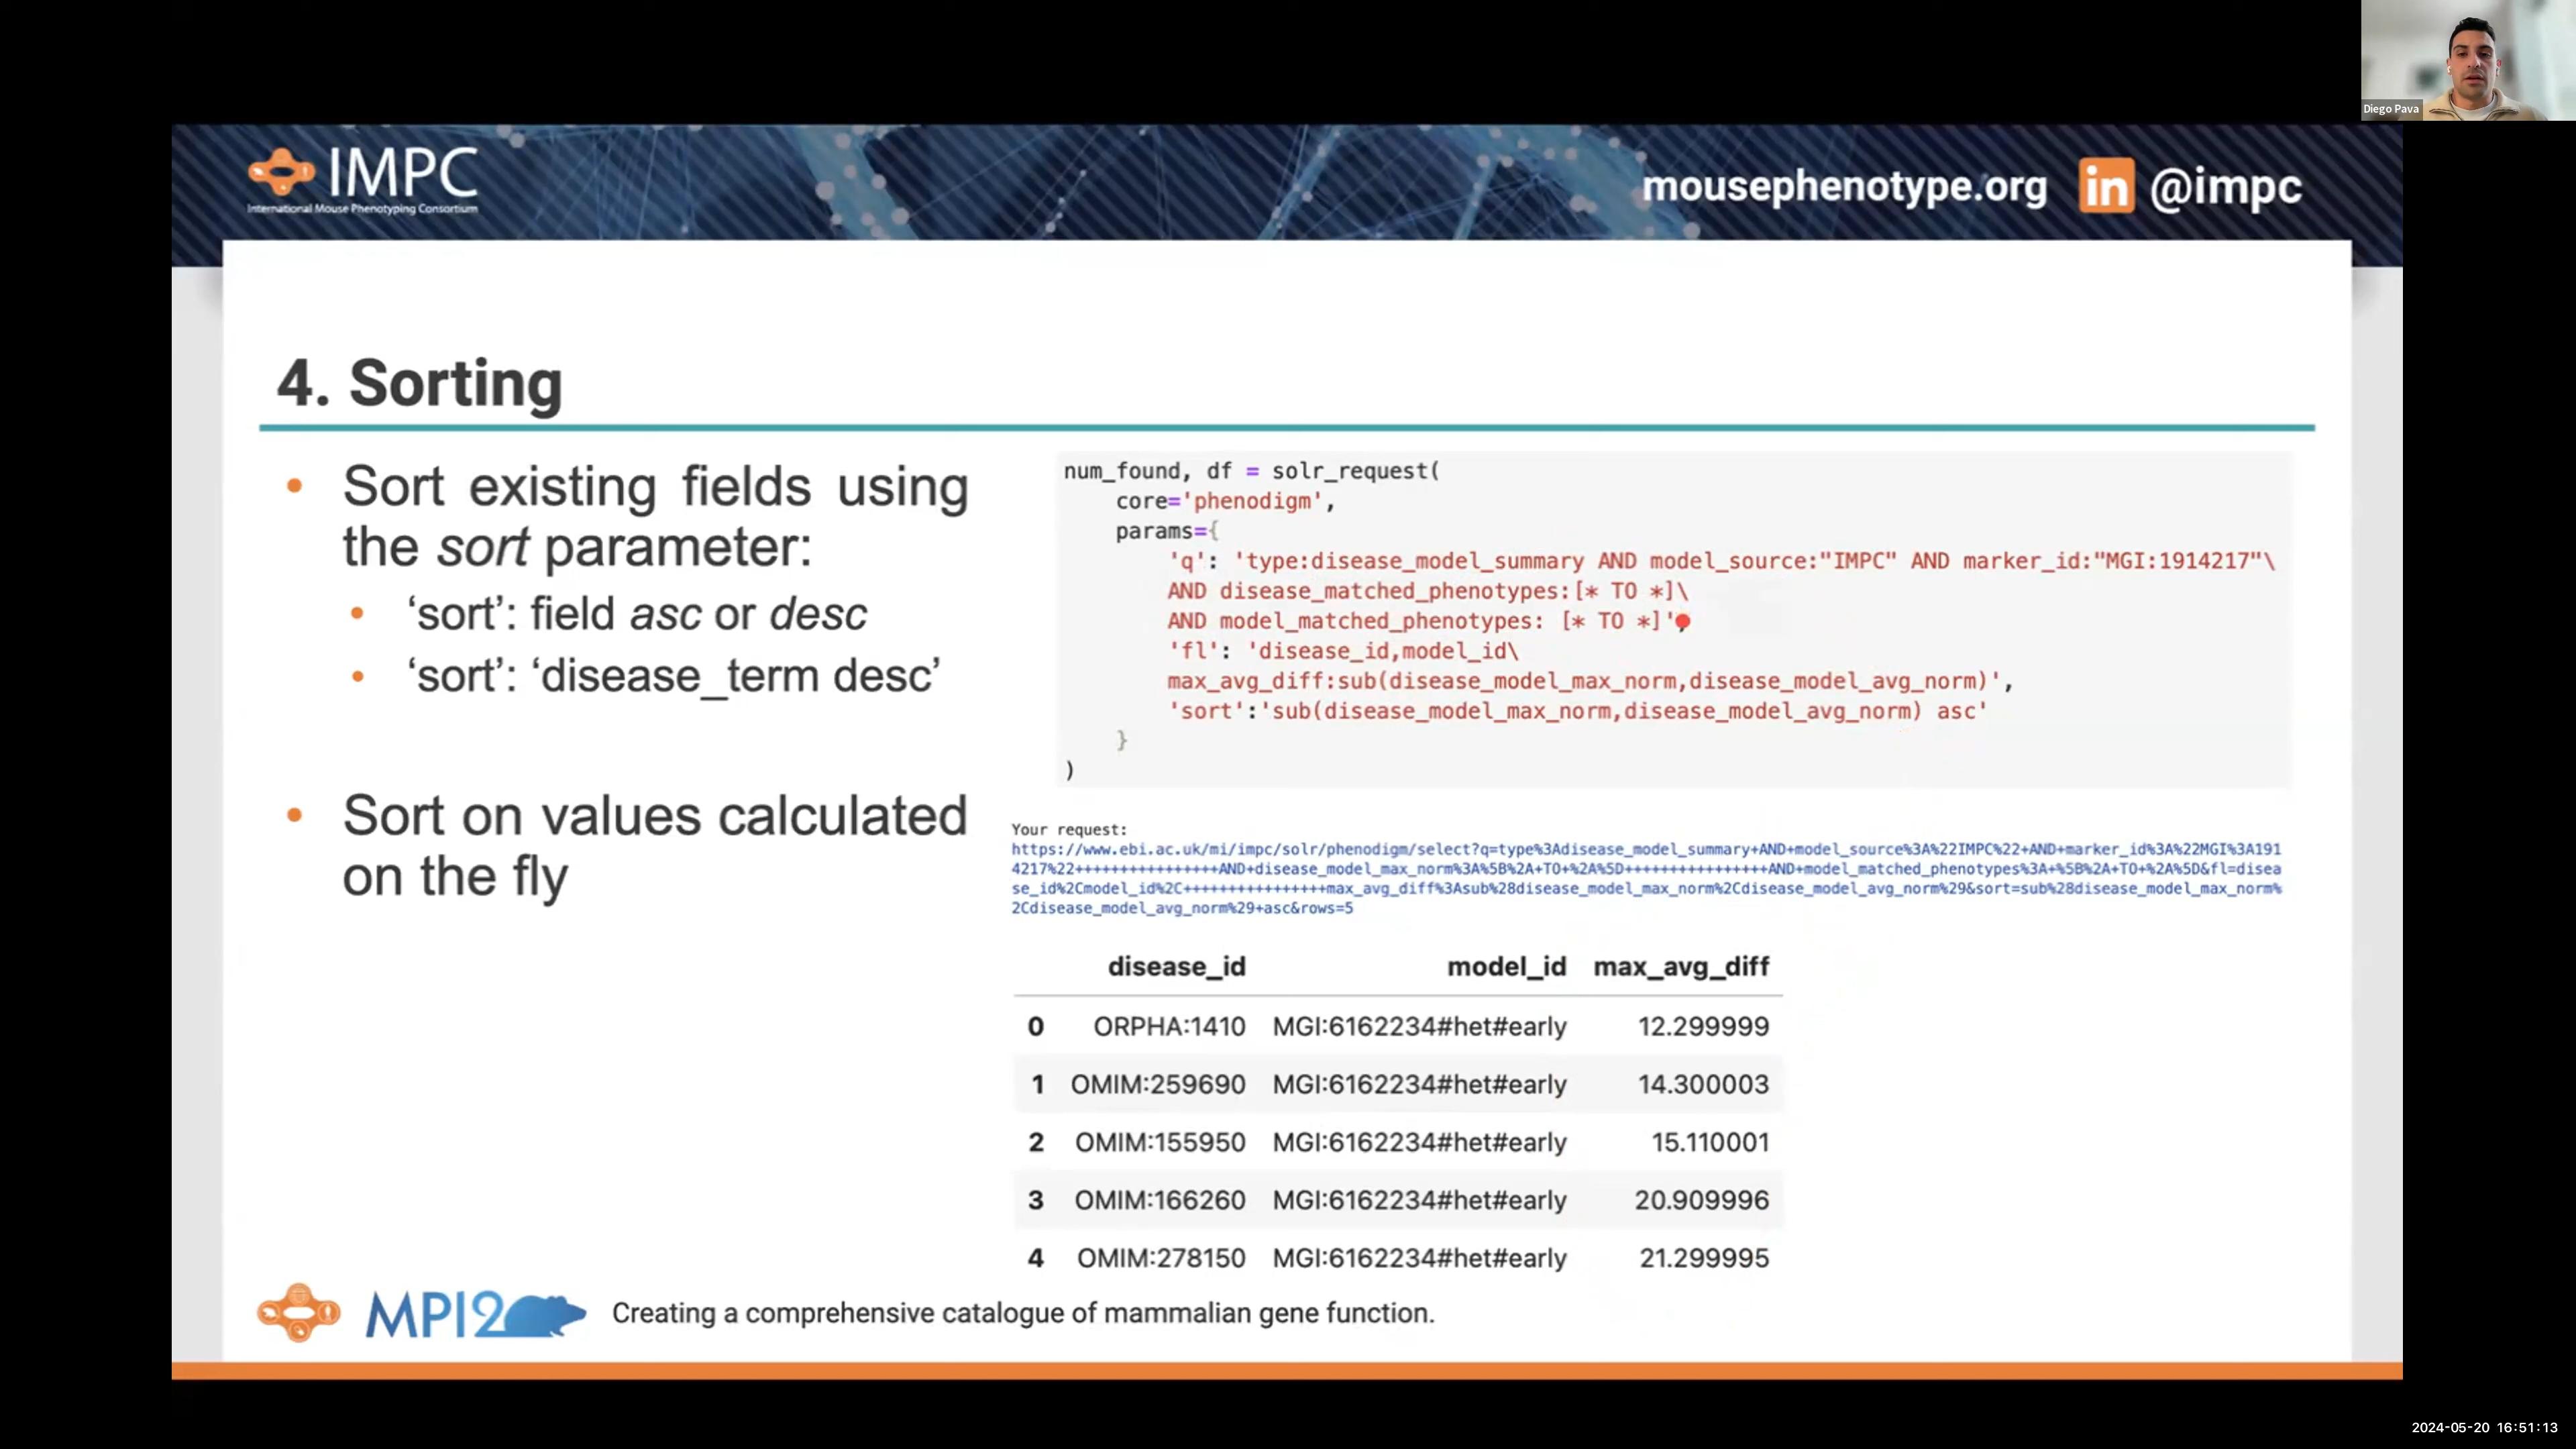 Diego Pava
IMPC
International Mouse Phenotyping Consortium
mousephenotype.org in @impc
4. Sorting
• Sort existing fields using
the sort parameter:
• ‘sort’: field asc or desc
• ‘sort’: ‘disease_term desc’
• Sort on values calculated
on the fly
num_found, df = solr_request(
core='phenodigm',
params={
'q': 'type:disease_model_summary AND model_source:"IMPC" AND marker_id:"MGI:1914217"\
AND disease_matched_phenotypes:[* TO *]\
AND model_matched_phenotypes: [* TO *]',
'fl': 'disease_id,model_id\
max_avg_diff:sub(disease_model_max_norm,disease_model_avg_norm)',
'sort':'sub(disease_model_max_norm,disease_model_avg_norm) asc'
}
)
Your request:
https://www.ebi.ac.uk/mi/impc/solr/phenodigm/select?q=type%3Adisease_model_summary+AND+model_source%3A%22IMPC%22+AND+marker_id%3A%22MGI%3A191
4217%22++++++++++++++++AND+disease_model_max_norm%3A%5B%2A+TO+%2A%5D++++++++++++++++AND+model_matched_phenotypes%3A+%5B%2A+TO+%2A%5D&fl=disea
se_id%2Cmodel_id%2C++++++++++++++++max_avg_diff%3Asub%28disease_model_max_norm%2Cdisease_model_avg_norm%29&sort=sub%28disease_model_max_norm%
2Cdisease_model_avg_norm%29+asc&rows=5
disease_id model_id max_avg_diff
0 ORPHA:1410 MGI:6162234#het#early 12.299999
1 OMIM:259690 MGI:6162234#het#early 14.300003
2 OMIM:155950 MGI:6162234#het#early 15.110001
3 OMIM:166260 MGI:6162234#het#early 20.909996
4 OMIM:278150 MGI:6162234#het#early 21.299995
MPI2 Creating a comprehensive catalogue of mammalian gene function.
2024-05-20 16:51:13